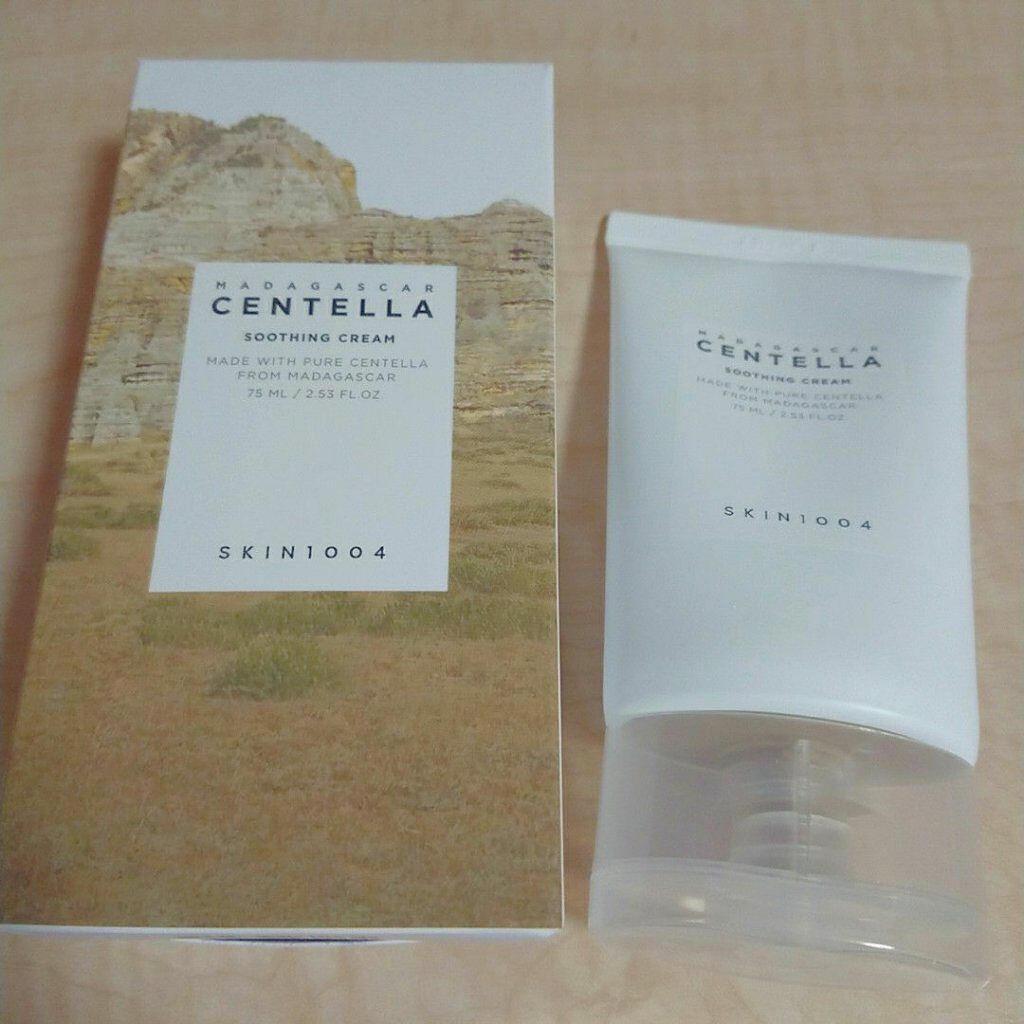 MADAGASCAR
CENTELLA
SOOTHING CREAM
MADE WITH PURE CENTELLA
FROM MADAGASCAR
75 ML / 2.53 FL.OZ
SKIN1004
MADAGASCAR
CENTELLA
SOOTHING CREAM
MADE WITH PURE CENTELLA
FROM MADAGASCAR
75 ML / 2.53 FL.OZ
SKIN1004